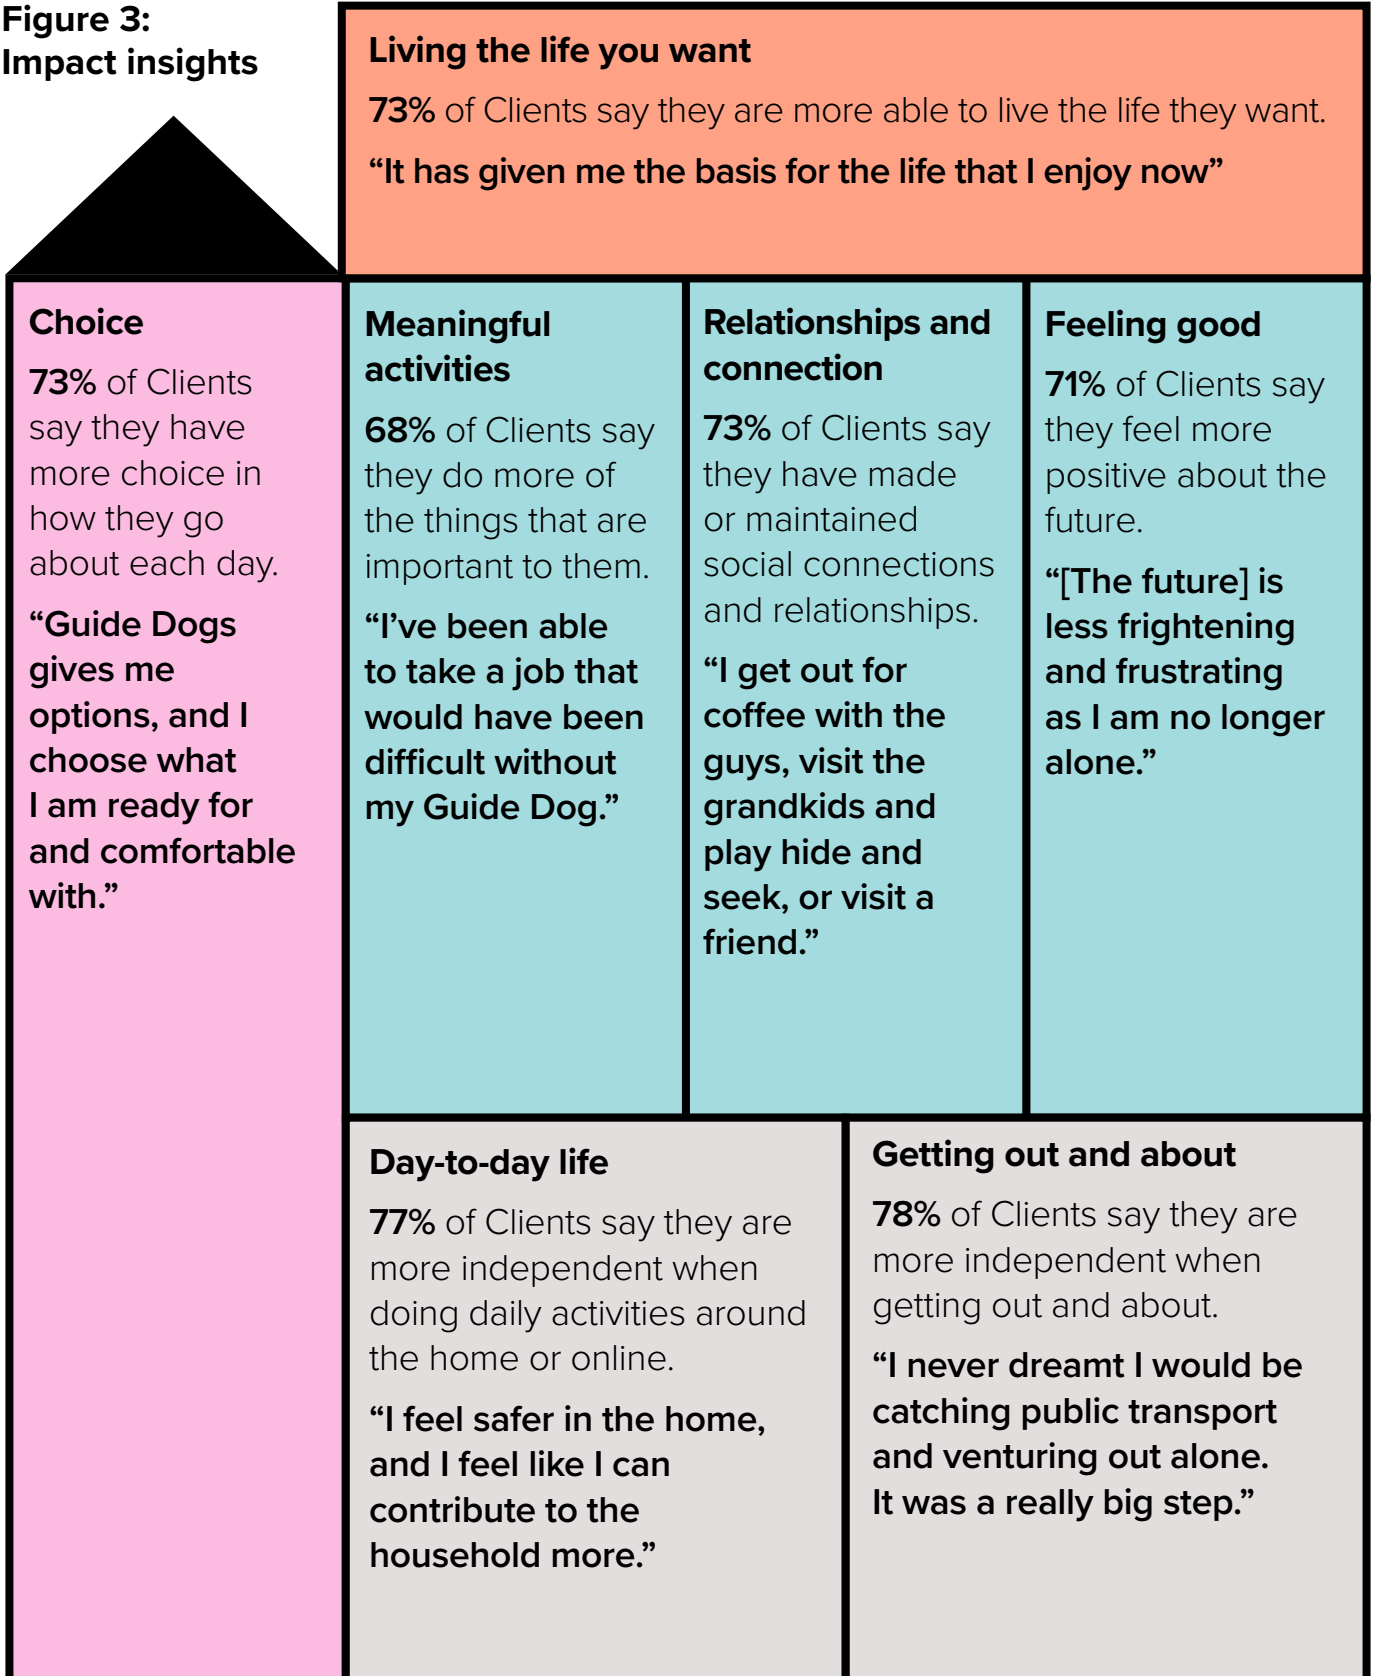 Figure 3:
Impact insights
Living the life you want
73% of Clients say they are more able to live the life they want.
“It has given me the basis for the life that I enjoy now”
Choice
73% of Clients
say they have
more choice in
how they go
about each day.
“Guide Dogs
gives me
options, and I
choose what
I am ready for
and comfortable
with.”
Meaningful
activities
68% of Clients say
they do more of
the things that are
important to them.
“I’ve been able
to take a job that
would have been
difficult without
my Guide Dog.”
Relationships and
connection
73% of Clients say
they have made
or maintained
social connections
and relationships.
“I get out for
coffee with the
guys, visit the
grandkids and
play hide and
seek, or visit a
friend.”
Feeling good
71% of Clients say
they feel more
positive about the
future.
“[The future] is
less frightening
and frustrating
as I am no longer
alone.”
Day-to-day life
77% of Clients say they are
more independent when
doing daily activities around
the home or online.
“I feel safer in the home,
and I feel like I can
contribute to the
household more.”
Getting out and about
78% of Clients say they are
more independent when
getting out and about.
“I never dreamt I would be
catching public transport
and venturing out alone.
It was a really big step.”